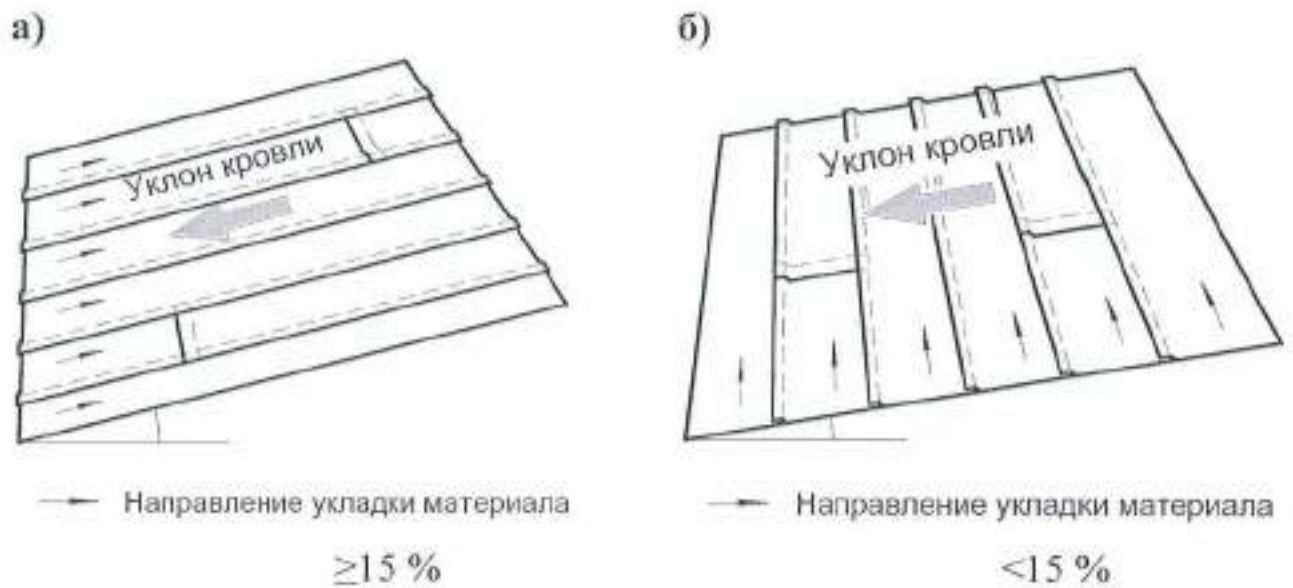 а)
б)
Уклон кровли
Уклон кровли
Направление укладки материала
Направление укладки материала
≥15 %
<15 %